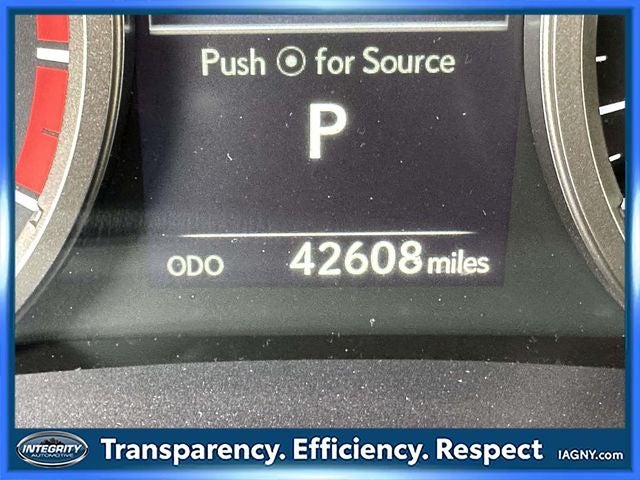 Push ⦿ for Source
P
ODO 42608 miles
INTEGRITY
AUTOMOTIVE
Transparency. Efficiency. Respect
IAGNY.com